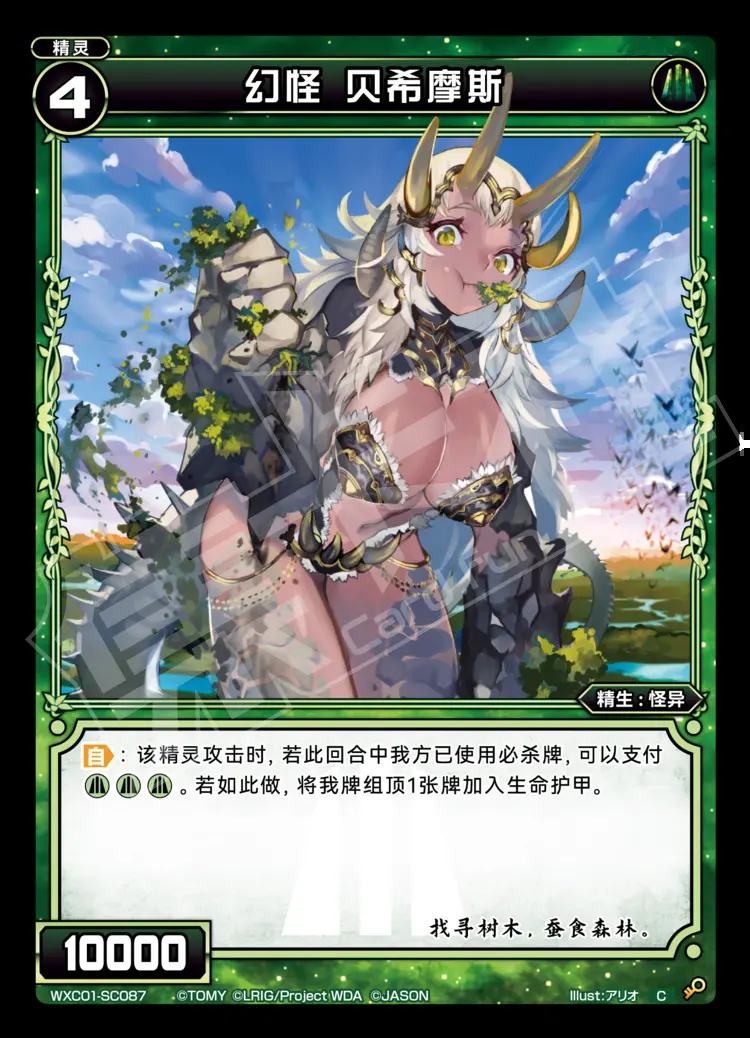 精灵
4
幻怪 贝希摩斯
Card.sun
精生:怪异
自:该精灵攻击时,若此回合中我方已使用必杀牌,可以支付
。若如此做,将我牌组顶1张牌加入生命护甲。
找寻树木,蚕食森林。
10000
WXC01-SC087 ©TOMY ©LRIG/Project WDA ©JASON Illust:アリオ C